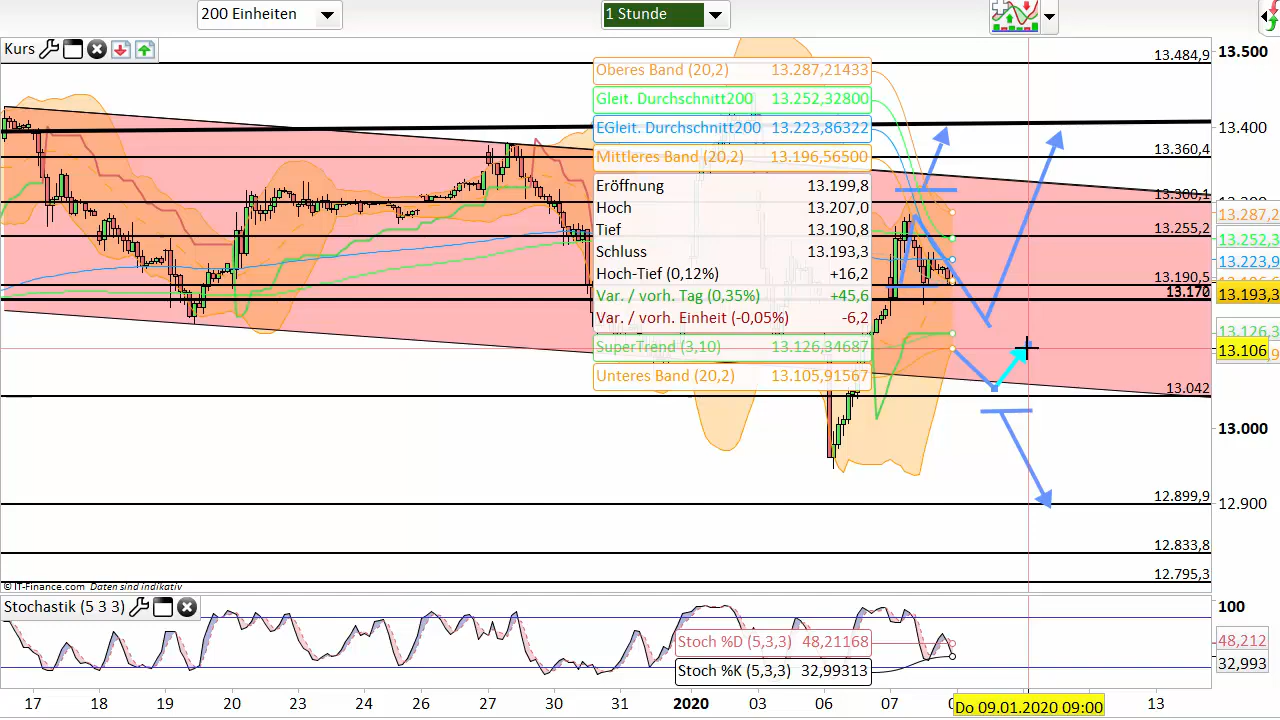 200 Einheiten
1 Stunde
Kurs
13.500
13.484,9
Oberes Band (20,2) 13.287,21433
Gleit. Durchschnitt200 13.252,32800
EGleit. Durchschnitt200 13.223,86322
Mittleres Band (20,2) 13.196,56500
Eröffnung 13.199,8
Hoch 13.207,0
Tief 13.190,8
Schluss 13.193,3
Hoch-Tief (0,12%) +16,2
Var. / vorh. Tag (0,35%) +45,6
Var. / vorh. Einheit (-0,05%) -6,2
SuperTrend (3,10) 13.126,34687
Unteres Band (20,2) 13.105,91567
13.400
13.360,4
13.300,1
13.287,2
13.255,2
13.252,3
13.223,9
13.190,5
13.170
13.193,3
13.126,3
13.106
13.042
13.000
12.899,9
12.900
12.833,8
12.795,3
© IT-Finance.com Daten sind indikativ
Stochastik (5 3 3)
100
Stoch %D (5,3,3) 48,21168
Stoch %K (5,3,3) 32,99313
48,212
32,993
17 18 19 20 23 24 26 27 30 31 2020 03 06 07 Do 09.01.2020 09:00 13